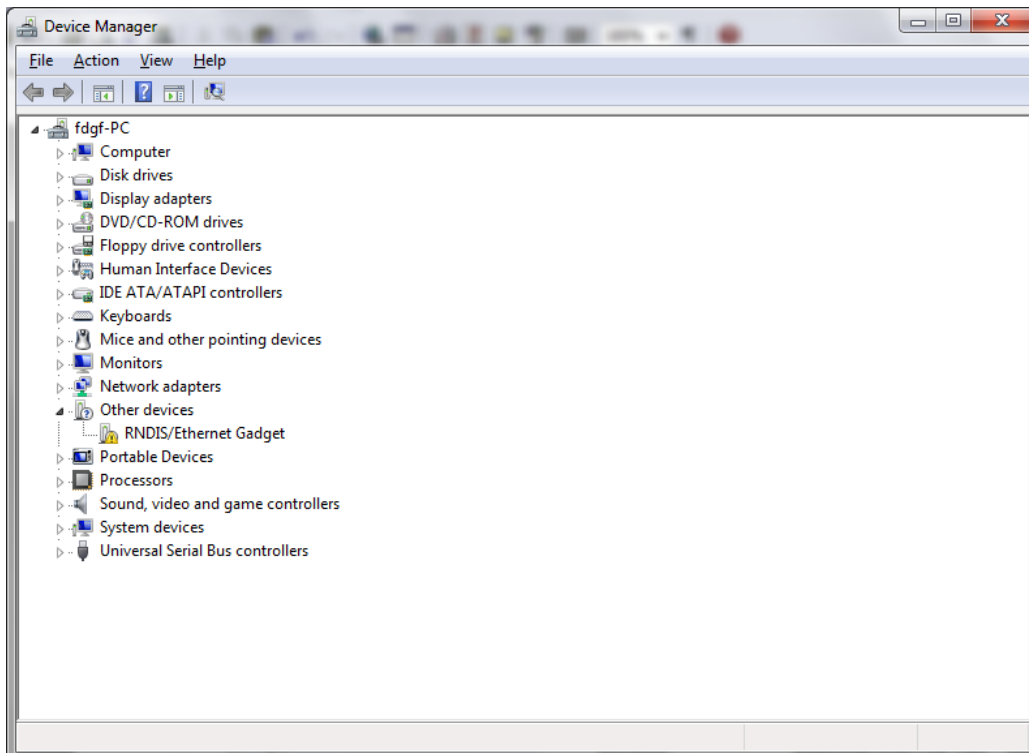 Device Manager
File Action View Help
fdgf-PC
Computer
Disk drives
Display adapters
DVD/CD-ROM drives
Floppy drive controllers
Human Interface Devices
IDE ATA/ATAPI controllers
Keyboards
Mice and other pointing devices
Monitors
Network adapters
Other devices
RNDIS/Ethernet Gadget
Portable Devices
Processors
Sound, video and game controllers
System devices
Universal Serial Bus controllers